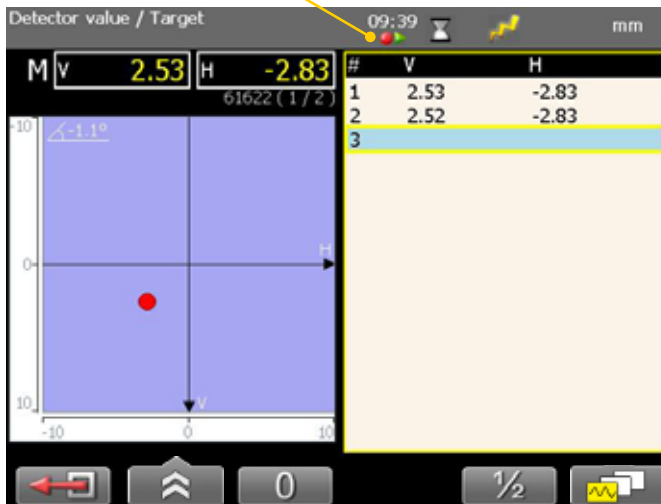 Detector value / Target
09:39
mm
M V 2.53 H -2.83
61622 ( 1 / 2 )
# V H
1 2.53 -2.83
2 2.52 -2.83
3
-10
-1.1°
H
0
10
V
-10 0 10
0 ½